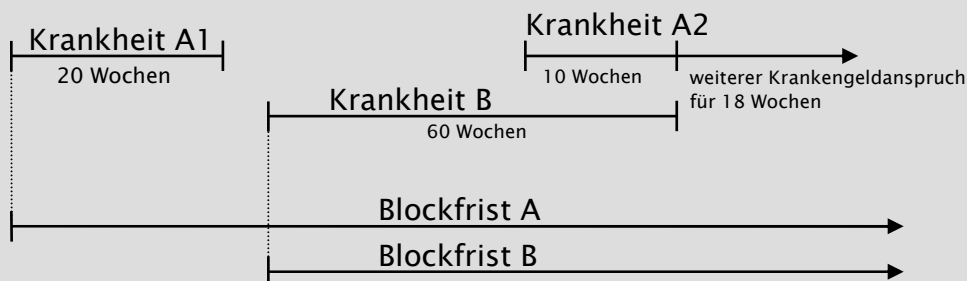 Krankheit A1
20 Wochen
Krankheit A2
10 Wochen
weiterer Krankengeldanspruch
für 18 Wochen
Krankheit B
60 Wochen
Blockfrist A
Blockfrist B